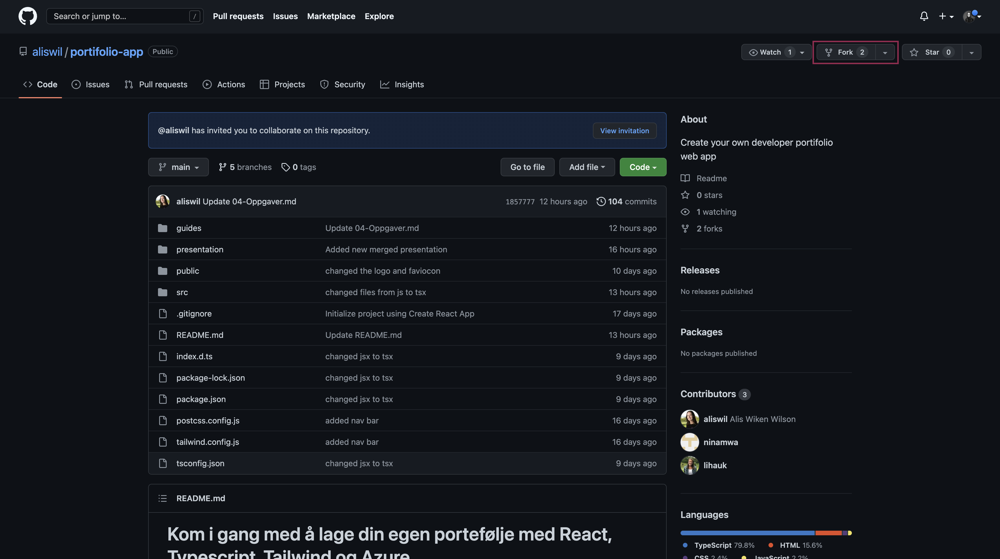 Search or jump to... /
Pull requests Issues Marketplace Explore
aliswil / portifolio-app Public
Watch 1 Fork 2 Star 0
Code Issues Pull requests Actions Projects Security Insights
@aliswil has invited you to collaborate on this repository. View invitation
main 5 branches 0 tags Go to file Add file Code
aliswil Update 04-Oppgaver.md 1857777 12 hours ago 104 commits
guides Update 04-Oppgaver.md 12 hours ago
presentation Added new merged presentation 16 hours ago
public changed the logo and faviocon 10 days ago
src changed files from js to tsx 13 hours ago
.gitignore Initialize project using Create React App 17 days ago
README.md Update README.md 13 hours ago
index.d.ts changed jsx to tsx 9 days ago
package-lock.json changed jsx to tsx 9 days ago
package.json changed jsx to tsx 9 days ago
postcss.config.js added nav bar 16 days ago
tailwind.config.js added nav bar 16 days ago
tsconfig.json changed jsx to tsx 9 days ago
README.md
Kom i gang med å lage din egen portefølje med React,
Typescript, Tailwind og Azure
About
Create your own developer portifolio
web app
Readme
0 stars
1 watching
2 forks
Releases
No releases published
Packages
No packages published
Contributors 3
aliswil Alis Wiken Wilson
ninamwa
lihauk
Languages
TypeScript 79.8% HTML 15.6%
CSS 2.4% JavaScript 2.2%